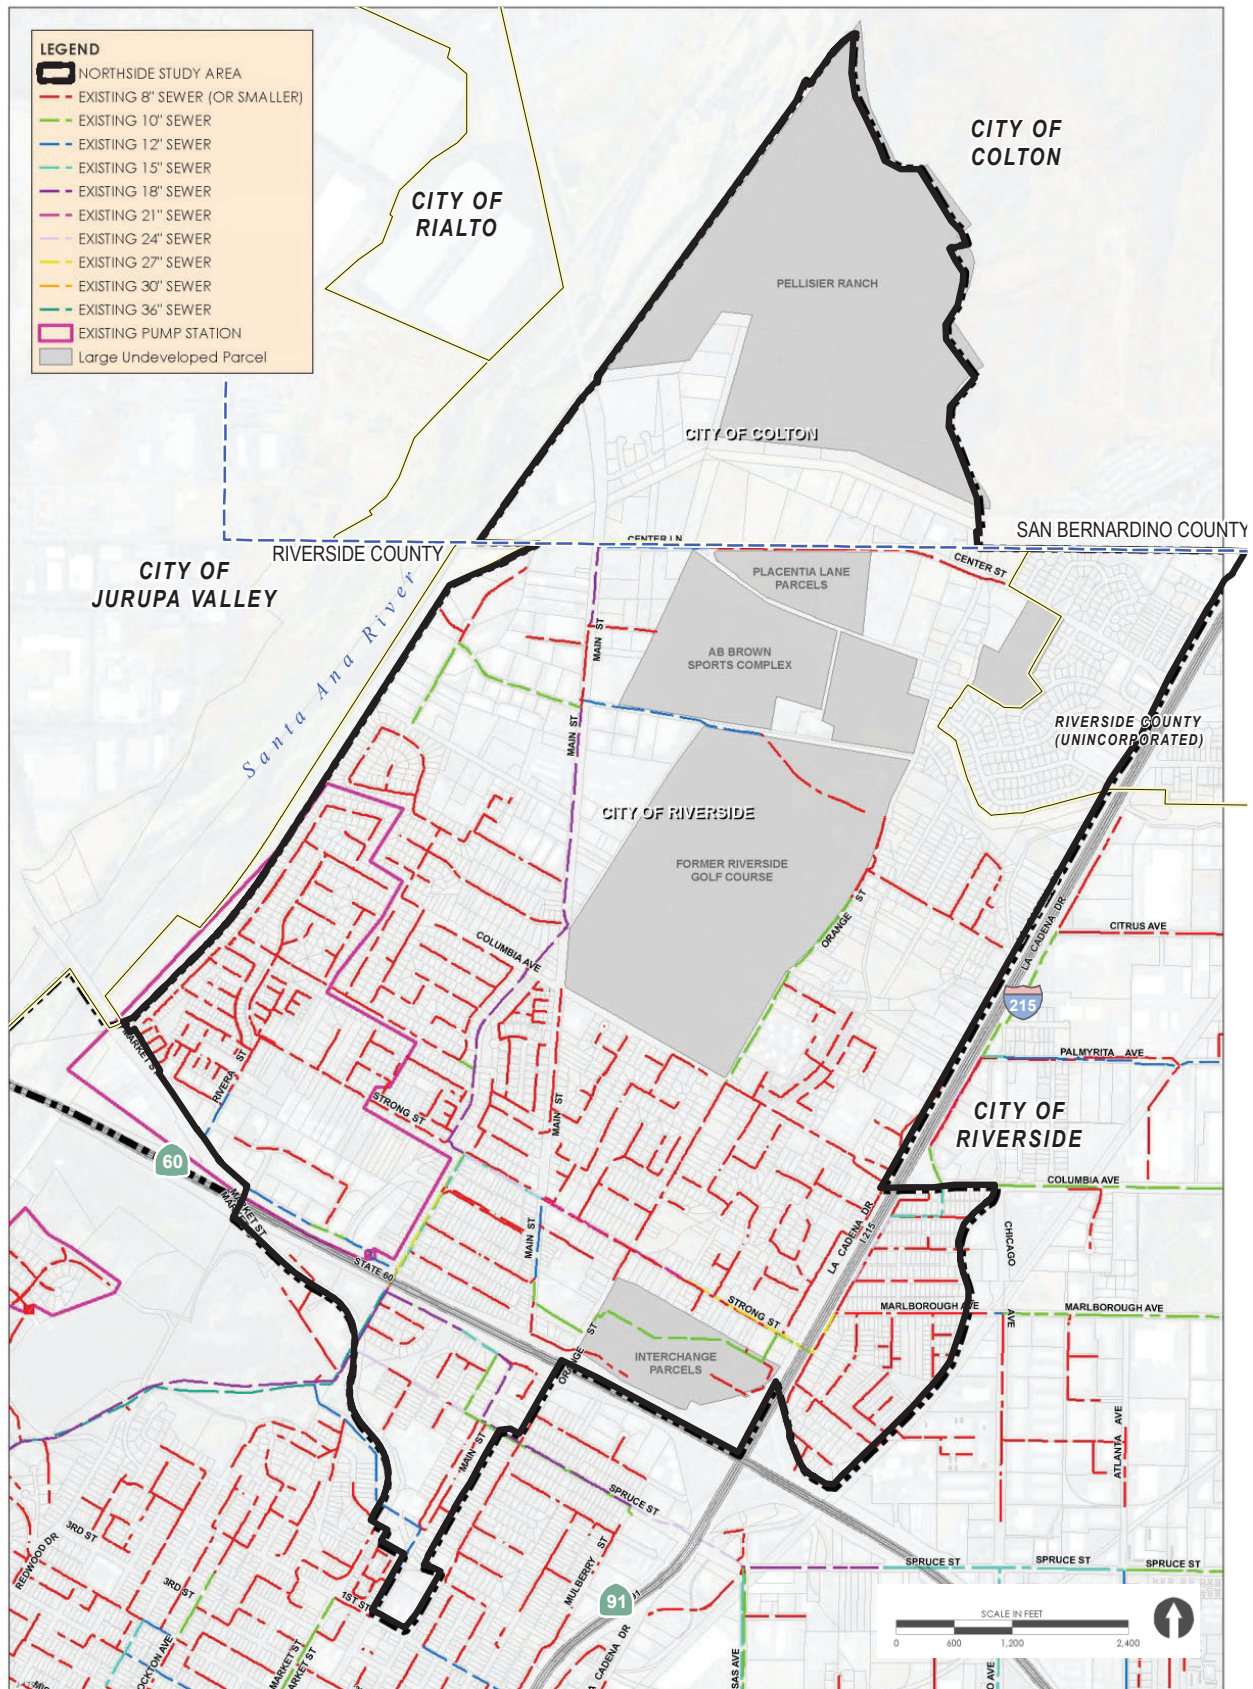 LEGEND
NORTHSIDE STUDY AREA
EXISTING 8" SEWER (OR SMALLER)
EXISTING 10" SEWER
EXISTING 12" SEWER
EXISTING 15" SEWER
EXISTING 18" SEWER
EXISTING 21" SEWER
EXISTING 24" SEWER
EXISTING 27" SEWER
EXISTING 30" SEWER
EXISTING 36" SEWER
EXISTING PUMP STATION
Large Undeveloped Parcel
CITY OF
COLTON
CITY OF
RIALTO
PELLISIER RANCH
CITY OF COLTON
SAN BERNARDINO COUNTY
RIVERSIDE COUNTY
CENTER LN
CENTER ST
CITY OF
JURUPA VALLEY
PLACENTIA LANE
PARCELS
Santa Ana River
MAIN ST
AB BROWN
SPORTS COMPLEX
RIVERSIDE COUNTY
(UNINCORPORATED)
MAIN ST
CITY OF RIVERSIDE
FORMER RIVERSIDE
GOLF COURSE
ORANGE ST
LA CADENA DR
CITRUS AVE
COLUMBIA AVE
215
PALMYRITA AVE
MARKET ST
RIVERA ST
STRONG ST
MAIN ST
CITY OF
RIVERSIDE
60
COLUMBIA AVE
MARKET ST
MAIN ST
LA CADENA DR
I-215
CHICAGO
AVE
STATE 60
STRONG ST
MARLBOROUGH AVE
MARLBOROUGH AVE
ORANGE ST
INTERCHANGE
PARCELS
MAIN ST
ATLANTA AVE
SPRUCE ST
3RD ST
REDWOOD DR
MULBERRY ST
SPRUCE ST
SPRUCE ST
SPRUCE ST
3RD ST
1ST ST
91
MARKET ST
MARKET ST
CADENA DR
SCALE IN FEET
0
600
1,200
2,400